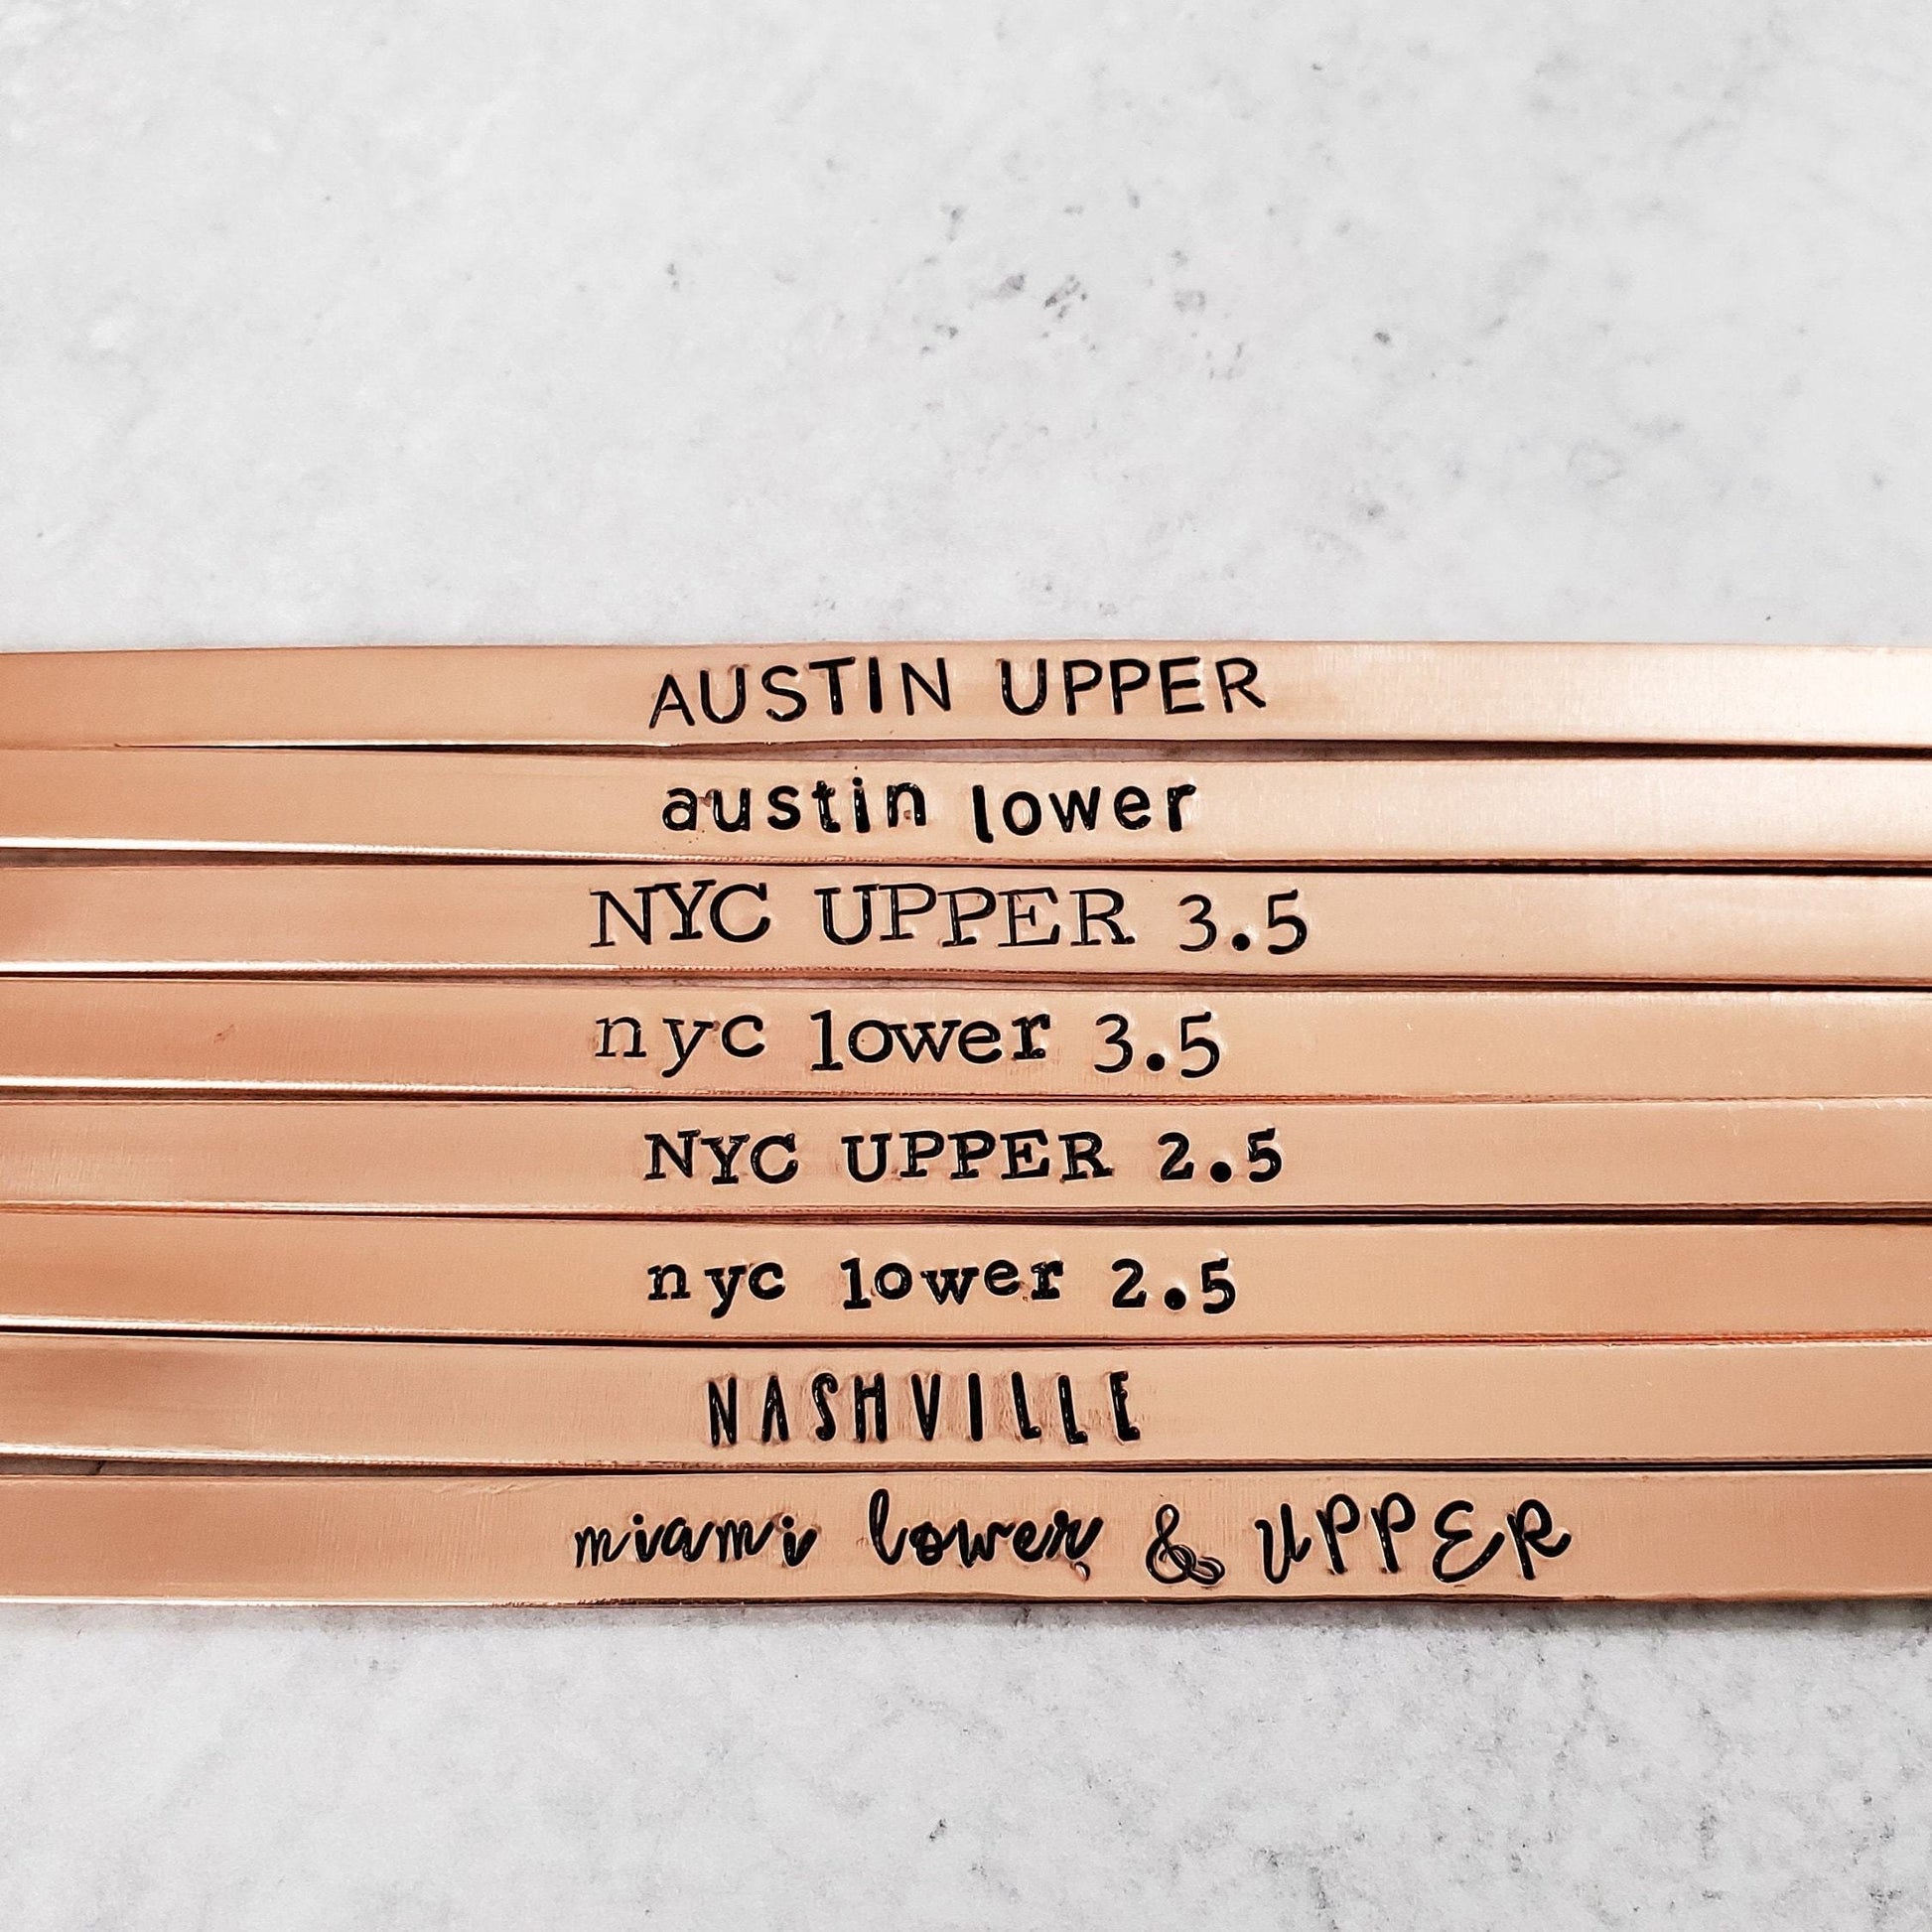 AUSTIN UPPER
austin lower
NYC UPPER 3.5
nyc lower 3.5
NYC UPPER 2.5
nyc lower 2.5
NASHVILLE
miami lower & UPPER